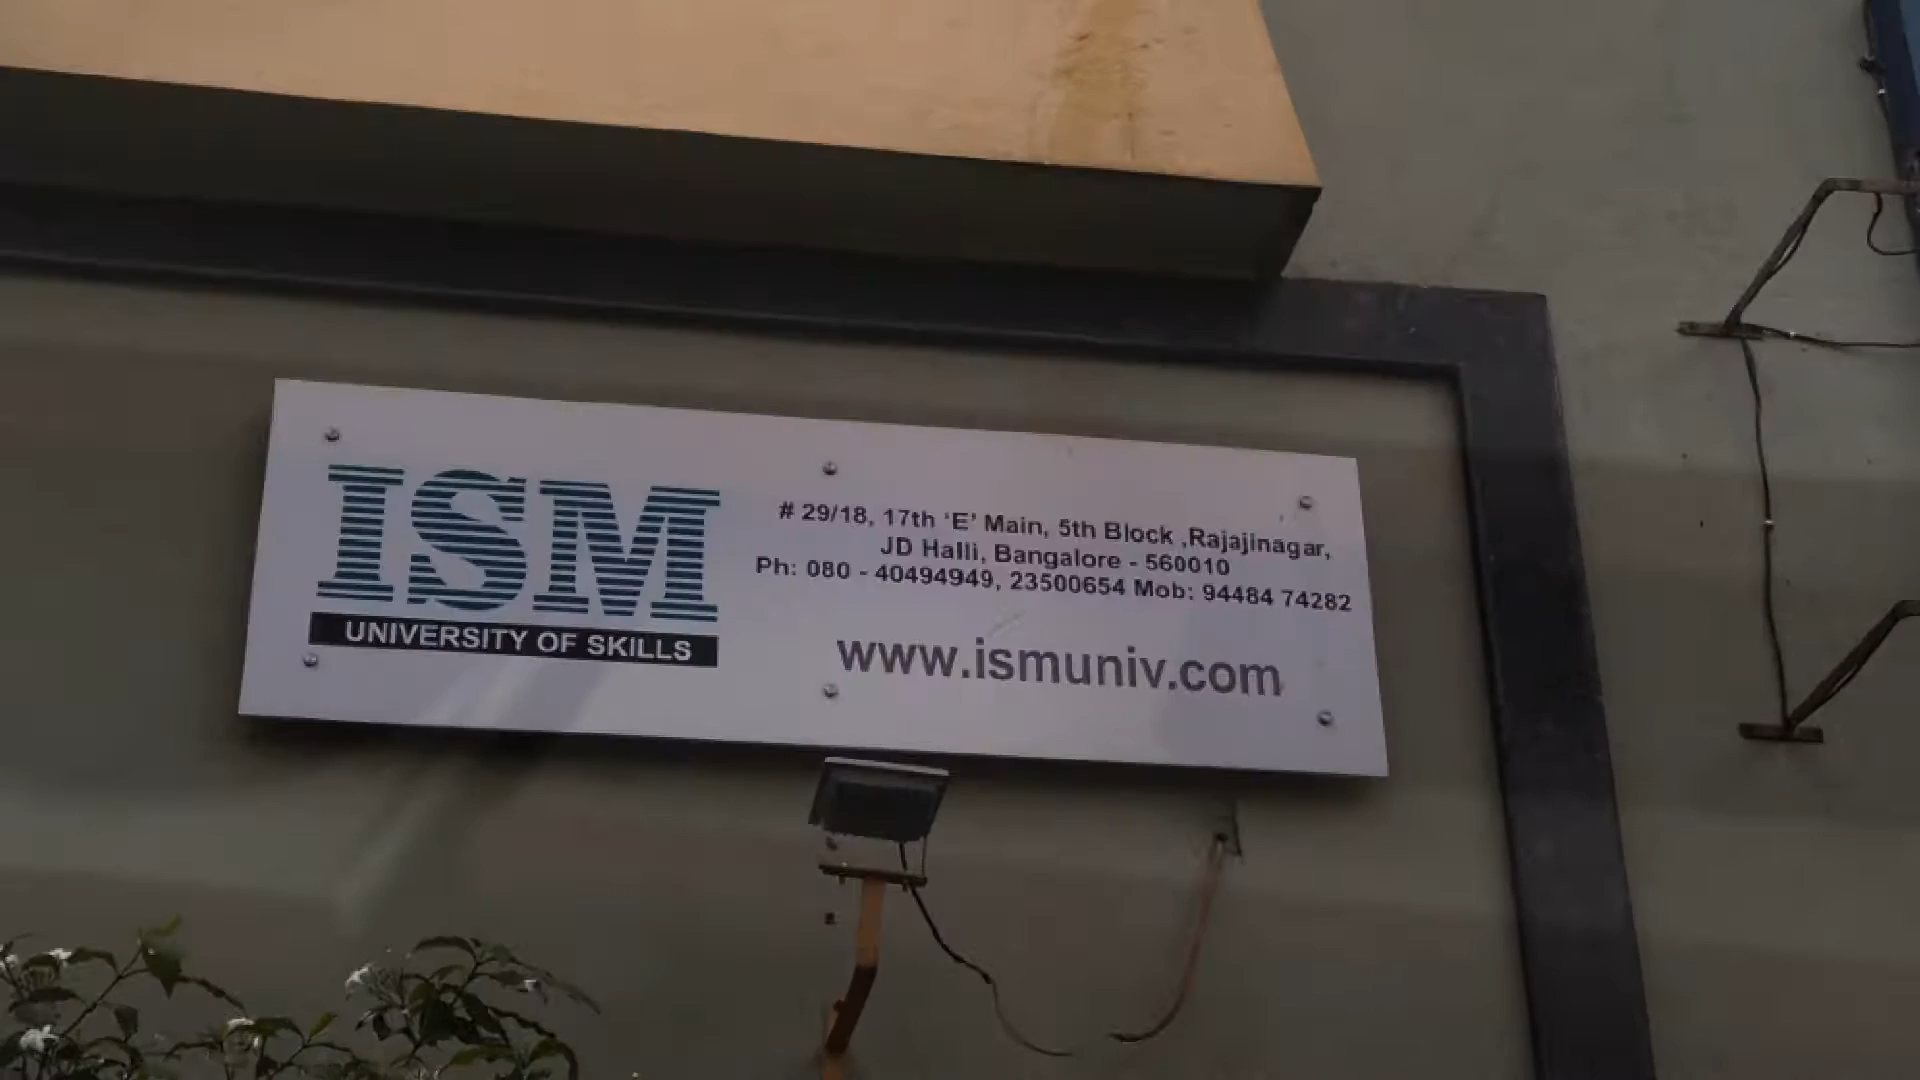 ISM
UNIVERSITY OF SKILLS
# 29/18, 17th ‘E’ Main, 5th Block ,Rajajinagar,
JD Halli, Bangalore - 560010
Ph: 080 - 40494949, 23500654 Mob: 94484 74282
www.ismuniv.com